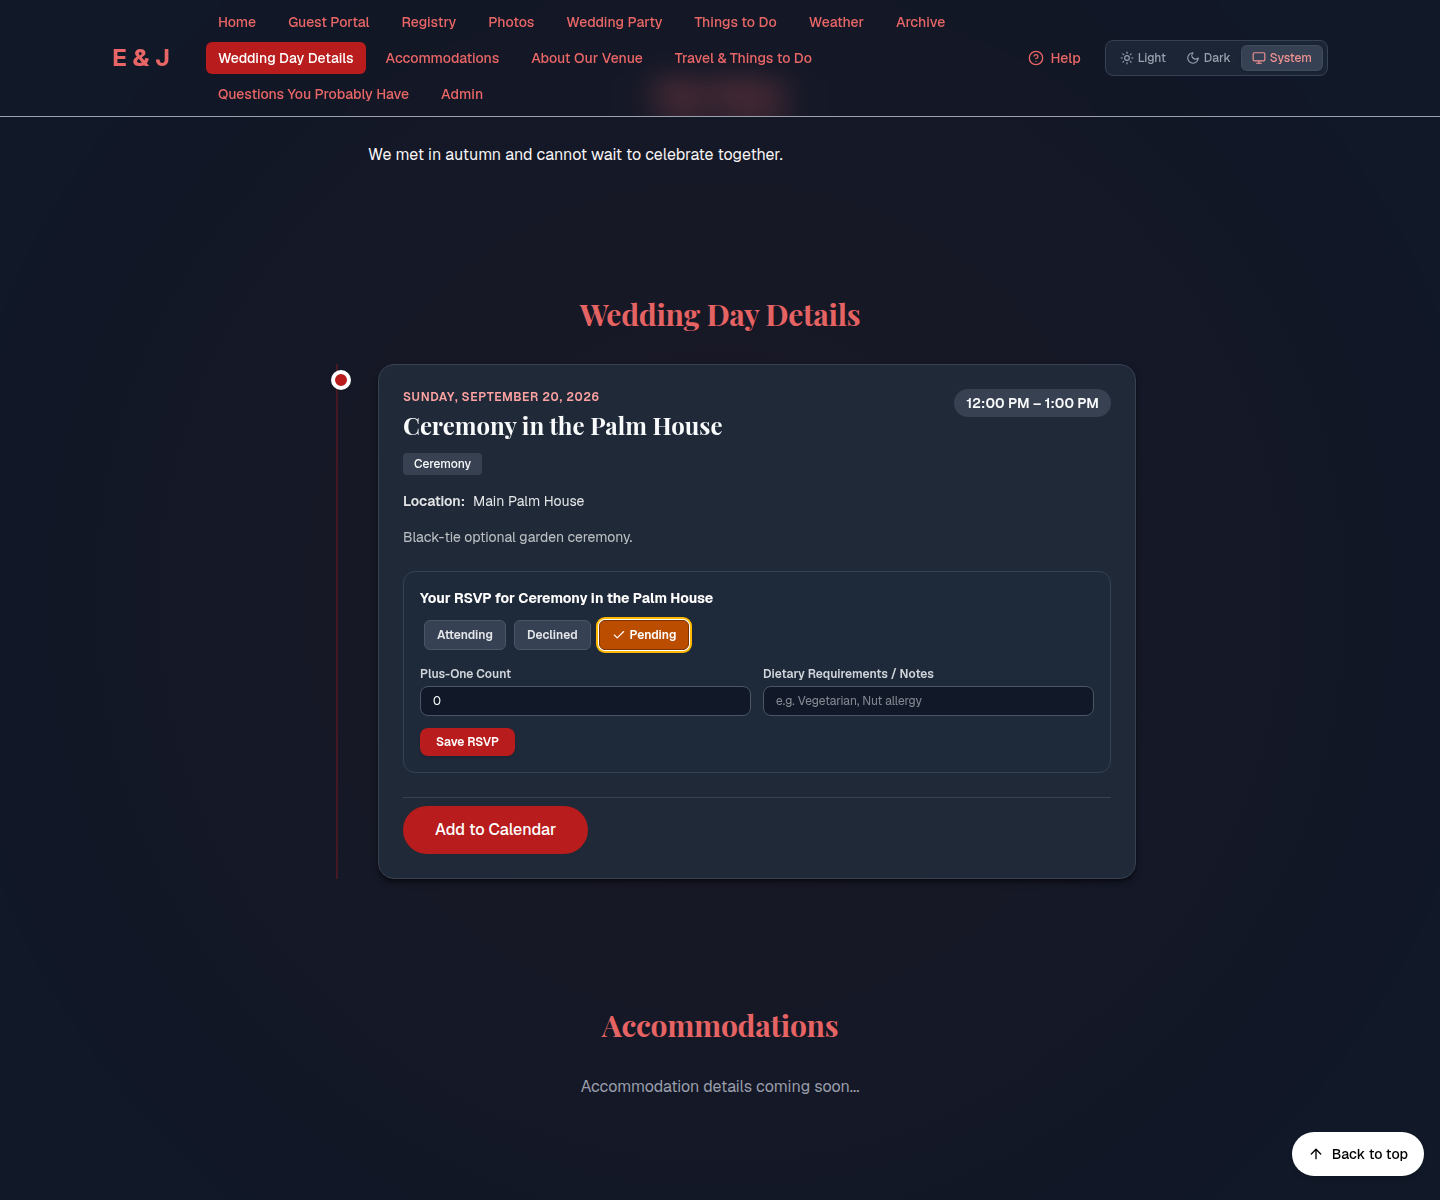 Home Guest Portal Registry Photos Wedding Party Things to Do Weather Archive
E & J Wedding Day Details Accommodations About Our Venue Travel & Things to Do Help Light Dark System
Questions You Probably Have Admin
We met in autumn and cannot wait to celebrate together.
Wedding Day Details
SUNDAY, SEPTEMBER 20, 2026
12:00 PM – 1:00 PM
Ceremony in the Palm House
Ceremony
Location: Main Palm House
Black-tie optional garden ceremony.
Your RSVP for Ceremony in the Palm House
Attending Declined Pending
Plus-One Count Dietary Requirements / Notes
0 e.g. Vegetarian, Nut allergy
Save RSVP
Add to Calendar
Accommodations
Accommodation details coming soon...
Back to top